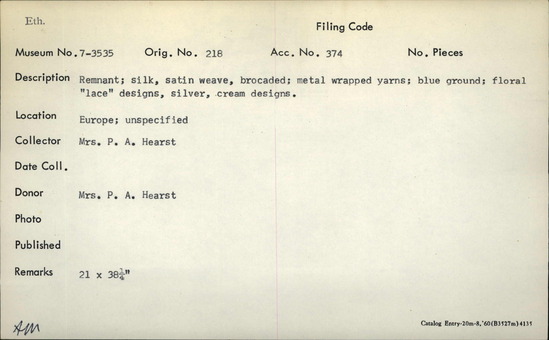 Eth.
Filing Code
Museum No. 7-3535 Orig. No. 218 Acc. No. 374 No. Pieces
Description Remnant; silk, satin weave, brocaded; metal wrapped yarns; blue ground; floral
"lace" designs, silver, cream designs.
Location Europe; unspecified
Collector Mrs. P. A. Hearst
Date Coll.
Donor Mrs. P. A. Hearst
Photo
Published
Remarks 21 x 38¼"
Catalog Entry-20m-8,'60(B3527m)4135